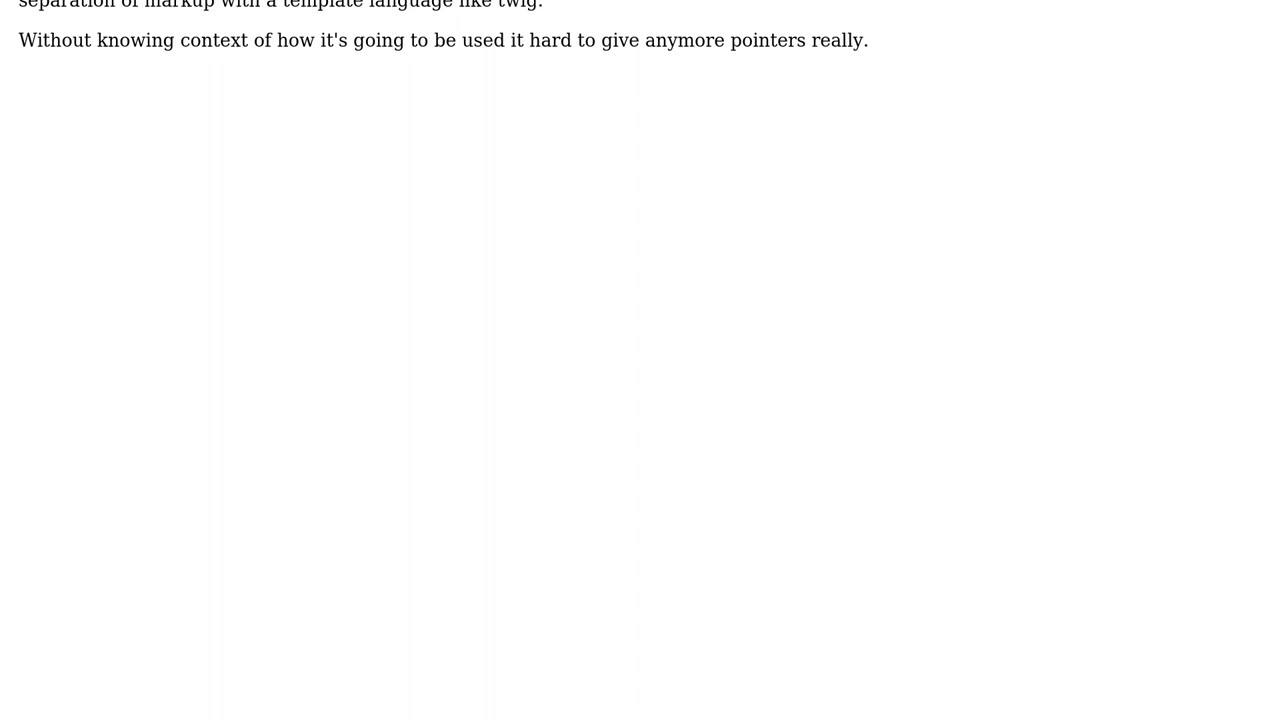 separation of markup with a template language like twig.
Without knowing context of how it's going to be used it hard to give anymore pointers really.